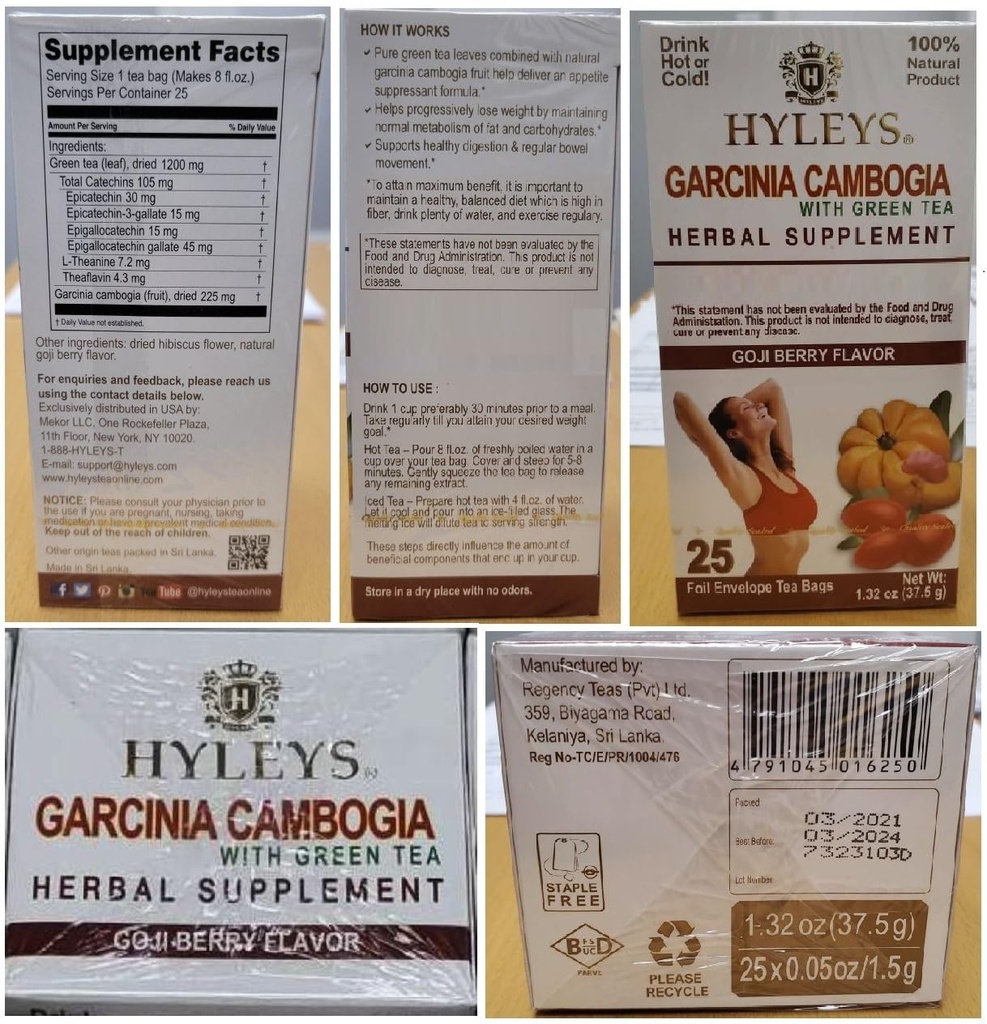 Supplement Facts
Serving Size 1 tea bag (Makes 8 fl.oz.)
Servings Per Container 25
Amount Per Serving % Daily Value
Ingredients:
Green tea (leaf), dried 1200 mg †
Total Catechins 105 mg †
Epicatechin 30 mg †
Epicatechin-3-gallate 15 mg †
Epigallocatechin 15 mg †
Epigallocatechin gallate 45 mg †
L-Theanine 7.2 mg †
Theaflavin 4.3 mg †
Garcinia cambogia (fruit), dried 225 mg †
† Daily Value not established.
Other ingredients: dried hibiscus flower, natural
goji berry flavor.
For enquiries and feedback, please reach us
using the contact details below.
Exclusively distributed in USA by:
Mekor LLC, One Rockefeller Plaza,
11th Floor, New York, NY 10020.
1-888-HYLEYS-T
E-mail: support@hyleys.com
www.hyleysteaonline.com
NOTICE: Please consult your physician prior to
the use if you are pregnant, nursing, taking
medication or have a prevalent medical condition.
Keep out of the reach of children.
Other origin teas packed in Sri Lanka.
Made in Sri Lanka.
You Tube @hyleysteaonline
HOW IT WORKS
✓ Pure green tea leaves combined with natural
garcinia cambogia fruit help deliver an appetite
suppressant formula.*
✓ Helps progressively lose weight by maintaining
normal metabolism of fat and carbohydrates.*
✓ Supports healthy digestion & regular bowel
movement.*
*To attain maximum benefit, it is important to
maintain a healthy, balanced diet which is high in
fiber, drink plenty of water, and exercise regulary.
*These statements have not been evaluated by the
Food and Drug Administration. This product is not
intended to diagnose, treat, cure or prevent any
disease.
HOW TO USE :
Drink 1 cup preferably 30 minutes prior to a meal.
Take regularly till you attain your desired weight
goal.*
Hot Tea – Pour 8 fl.oz. of freshly boiled water in a
cup over your tea bag. Cover and steep for 5-8
minutes. Gently squeeze the tea bag to release
any remaining extract.
Iced Tea – Prepare hot tea with 4 fl.oz. of water.
Let it cool and pour into an ice-filled glass. The
melting ice will dilute tea to serving strength.
These steps directly influence the amount of
beneficial components that end up in your cup.
Store in a dry place with no odors.
Drink
Hot or
Cold!
100%
Natural
Product
H
HYLEYS
HYLEYS®
GARCINIA CAMBOGIA
WITH GREEN TEA
HERBAL SUPPLEMENT
*This statement has not been evaluated by the Food and Drug
Administration. This product is not intended to diagnose, treat,
cure or prevent any disease.
GOJI BERRY FLAVOR
25
Foil Envelope Tea Bags
Net Wt:
1.32 oz (37.5 g)
H
HYLEYS®
GARCINIA CAMBOGIA
WITH GREEN TEA
HERBAL SUPPLEMENT
GOJI BERRY FLAVOR
Manufactured by:
Regency Teas (Pvt) Ltd.
359, Biyagama Road,
Kelaniya, Sri Lanka.
Reg No-TC/E/PR/1004/476
4 791045 016250
Packed
03/2021
Best Before:
03/2024
7323103D
Lot Number
STAPLE
FREE
PLEASE
RECYCLE
1.32 oz (37.5g)
25 x 0.05oz/1.5g